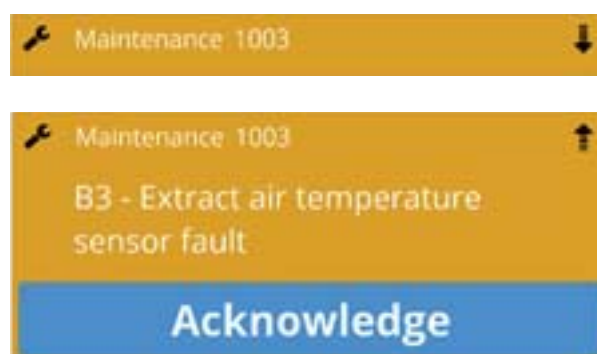 Maintenance 1003
Maintenance 1003
B3 - Extract air temperature
sensor fault
Acknowledge